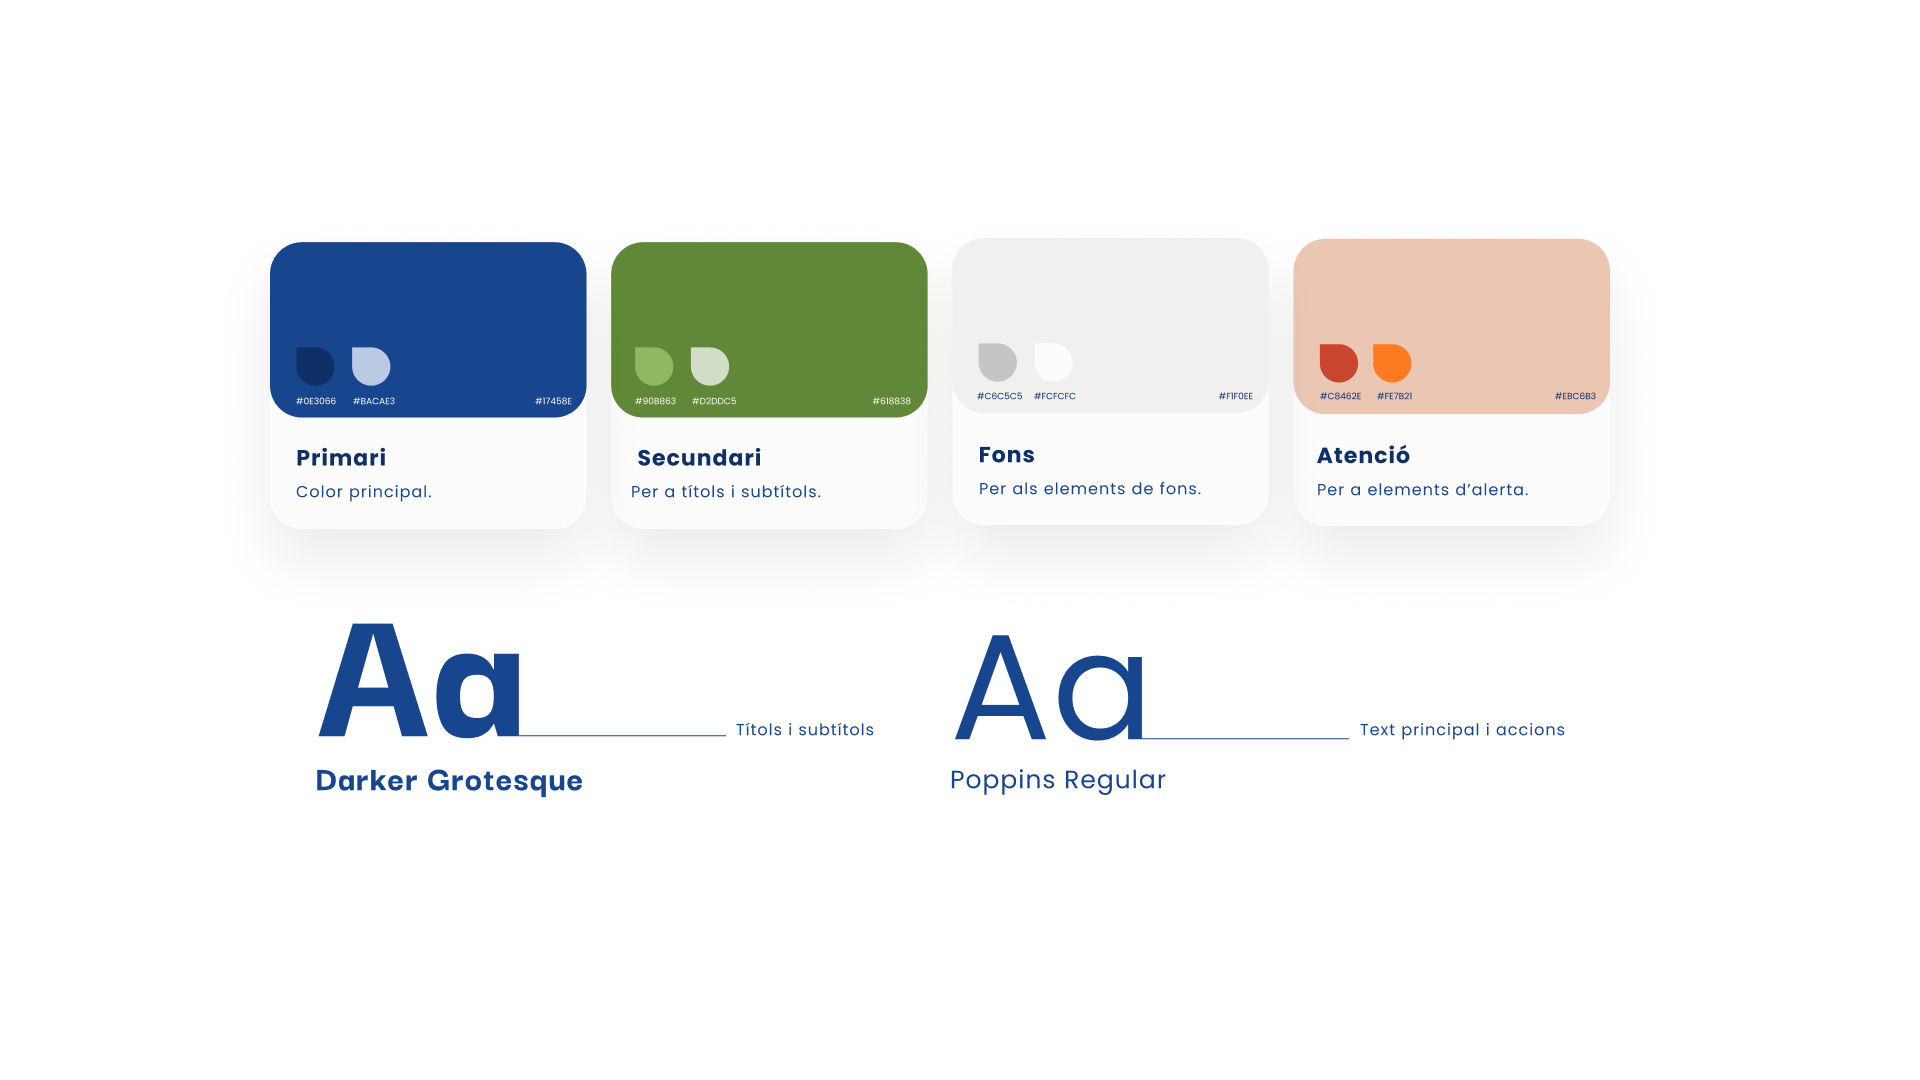 #0E3066 #BACAE3 #17458E
Primari
Color principal.
#90B863 #D2DDC5 #618838
Secundari
Per a títols i subtítols.
#C6C5C5 #FCFCFC #F1F0EE
Fons
Per als elements de fons.
#C8462E #FE7B21 #EBC6B3
Atenció
Per a elements d’alerta.
Aa
Títols i subtítols
Darker Grotesque
Aa
Text principal i accions
Poppins Regular